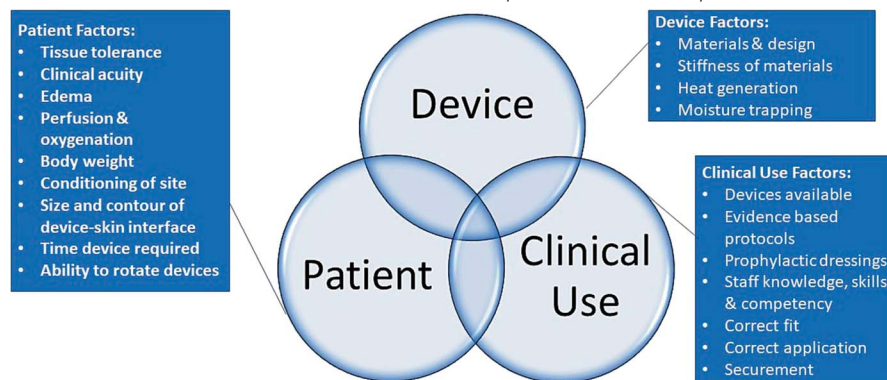 Patient Factors:
• Tissue tolerance
• Clinical acuity
• Edema
• Perfusion &
oxygenation
• Body weight
• Conditioning of site
• Size and contour of
device-skin interface
• Time device required
• Ability to rotate devices
Device
Patient
Clinical
Use
Device Factors:
• Materials & design
• Stiffness of materials
• Heat generation
• Moisture trapping
Clinical Use Factors:
• Devices available
• Evidence based
protocols
• Prophylactic dressings
• Staff knowledge, skills
& competency
• Correct fit
• Correct application
• Securement